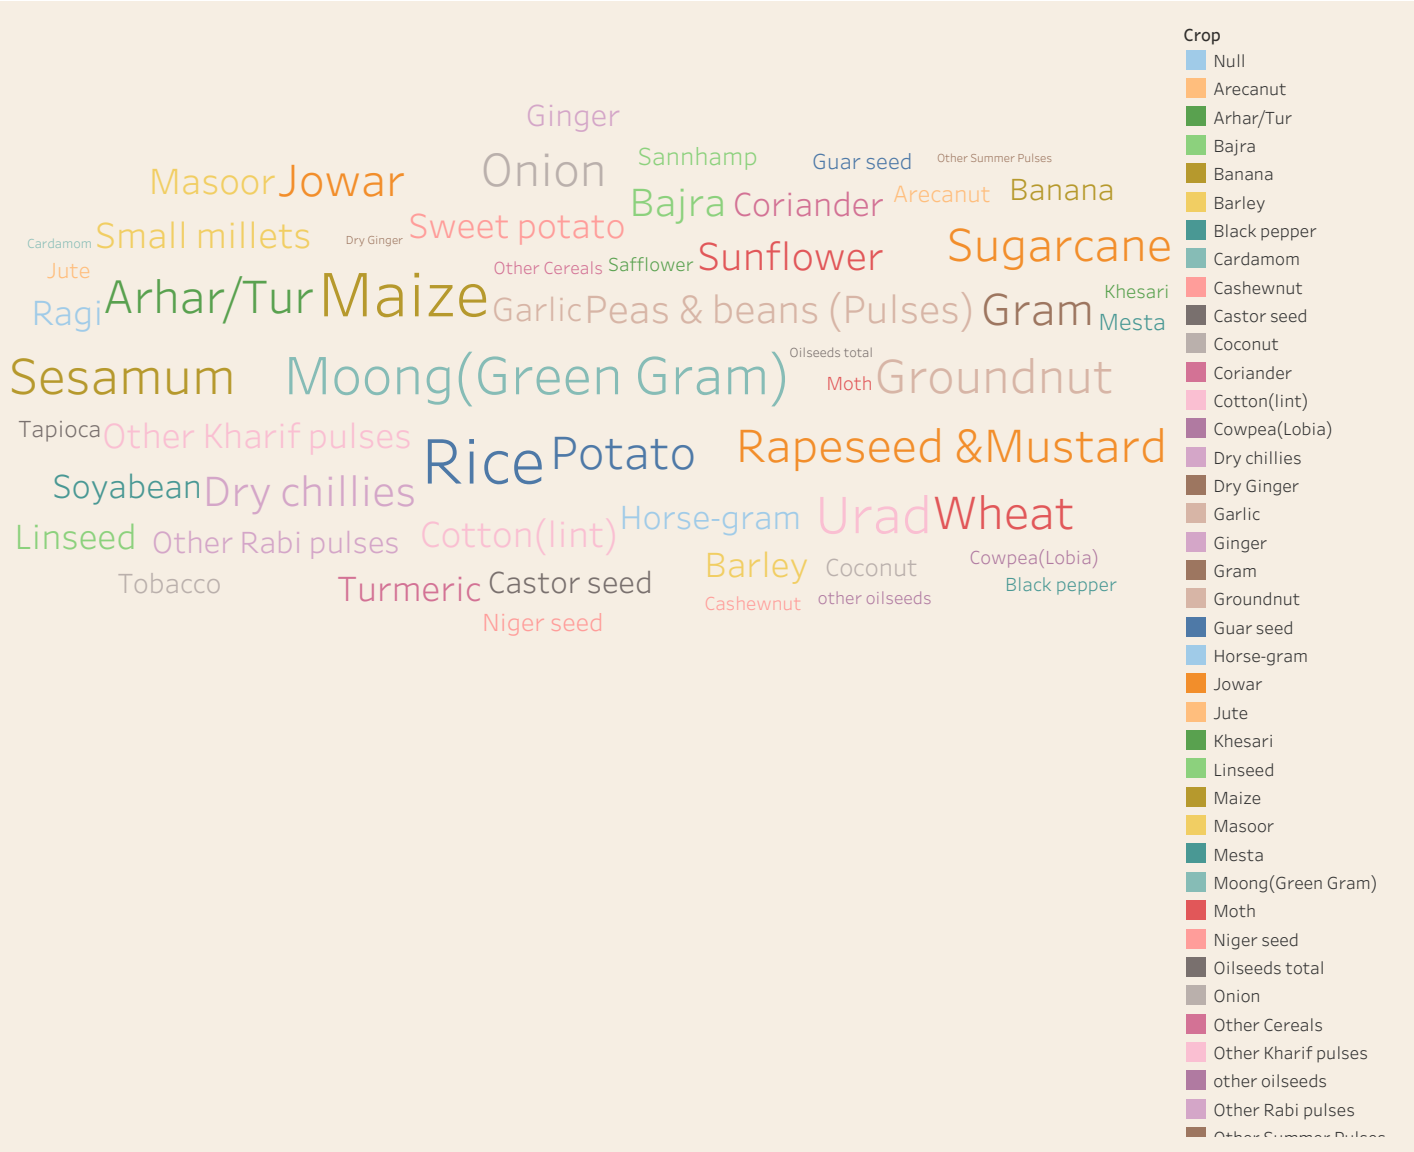 Ginger
Sannhamp
Guar seed
Other Summer Pulses
Onion
Masoor
Jowar
Arecanut
Banana
Bajra
Coriander
Sweet potato
Small millets
Cardamom
Dry Ginger
Sugarcane
Sunflower
Safflower
Other Cereals
Jute
Arhar/Tur
Maize
Khesari
Ragi
Garlic
Peas & beans (Pulses)
Gram
Mesta
Oilseeds total
Sesamum
Moong(Green Gram)
Moth
Groundnut
Tapioca
Other Kharif pulses
Rice
Potato
Rapeseed &Mustard
Soyabean
Dry chillies
Horse-gram
Urad
Wheat
Linseed
Other Rabi pulses
Cotton(lint)
Cowpea(Lobia)
Barley
Coconut
Tobacco
Turmeric
Castor seed
Black pepper
Cashewnut
other oilseeds
Niger seed
Crop
Null
Arecanut
Arhar/Tur
Bajra
Banana
Barley
Black pepper
Cardamom
Cashewnut
Castor seed
Coconut
Coriander
Cotton(lint)
Cowpea(Lobia)
Dry chillies
Dry Ginger
Garlic
Ginger
Gram
Groundnut
Guar seed
Horse-gram
Jowar
Jute
Khesari
Linseed
Maize
Masoor
Mesta
Moong(Green Gram)
Moth
Niger seed
Oilseeds total
Onion
Other Cereals
Other Kharif pulses
other oilseeds
Other Rabi pulses
Other Summer Pulses